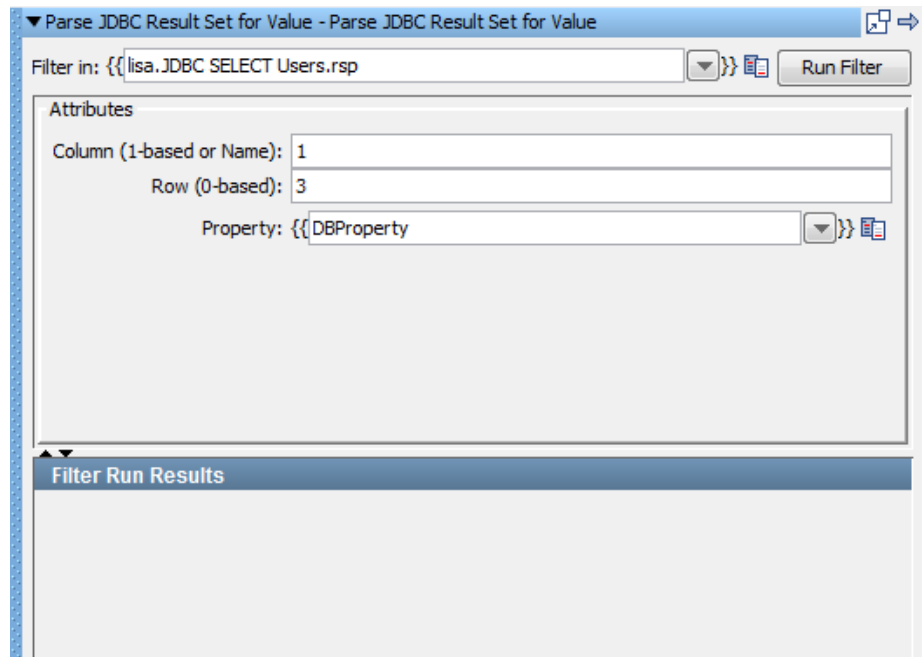 Parse JDBC Result Set for Value - Parse JDBC Result Set for Value
Filter in: {{lisa.JDBC SELECT Users.rsp}} Run Filter
Attributes
Column (1-based or Name): 1
Row (0-based): 3
Property: {{DBProperty}}
Filter Run Results